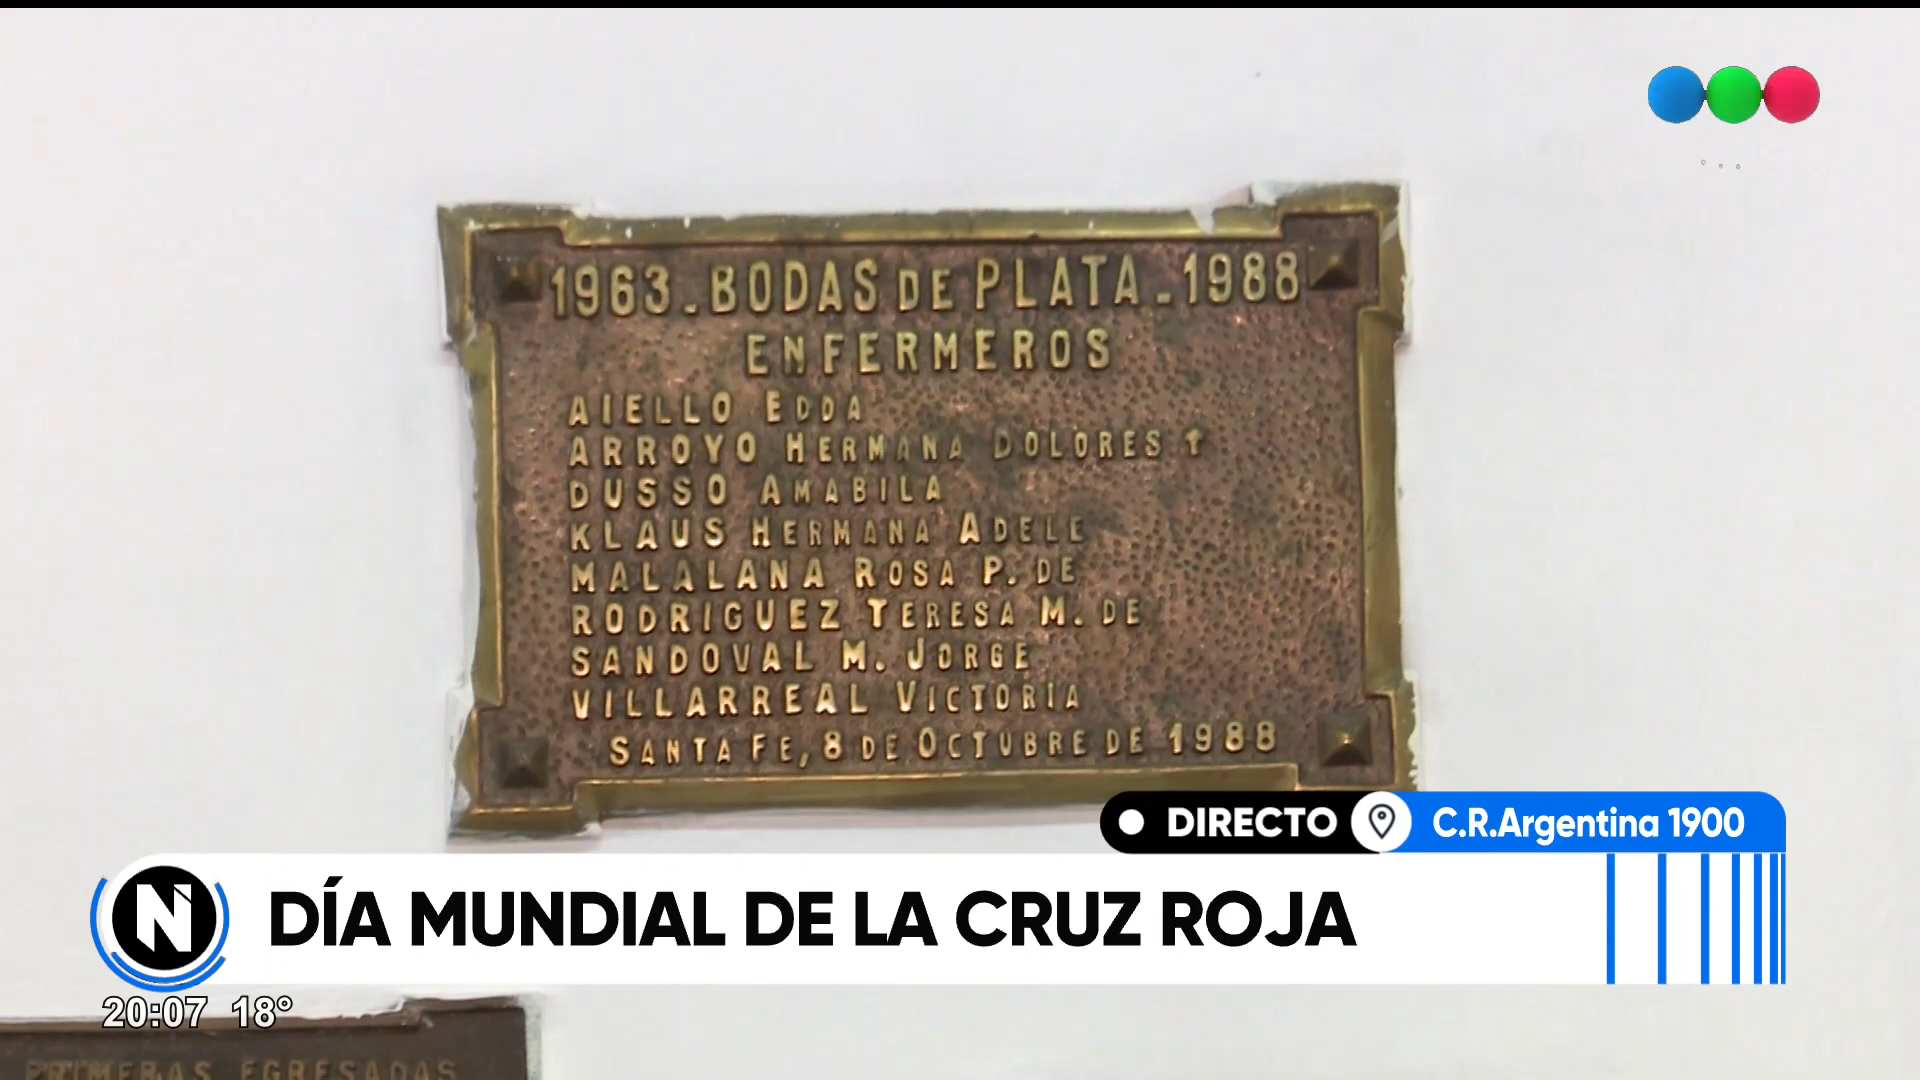 1963 - BODAS DE PLATA - 1988
ENFERMEROS
AIELLO EDDA
ARROYO HERMANA DOLORES ✝
DUSSO AMABILA
KLAUS HERMANA ADELE
MALALANA ROSA P. DE
RODRIGUEZ TERESA M. DE
SANDOVAL M. JORGE
VILLARREAL VICTORIA
SANTA FE, 8 DE OCTUBRE DE 1988
DIRECTO C.R.Argentina 1900
N DÍA MUNDIAL DE LA CRUZ ROJA
20:07 18°
PRIMERAS EGRESADAS